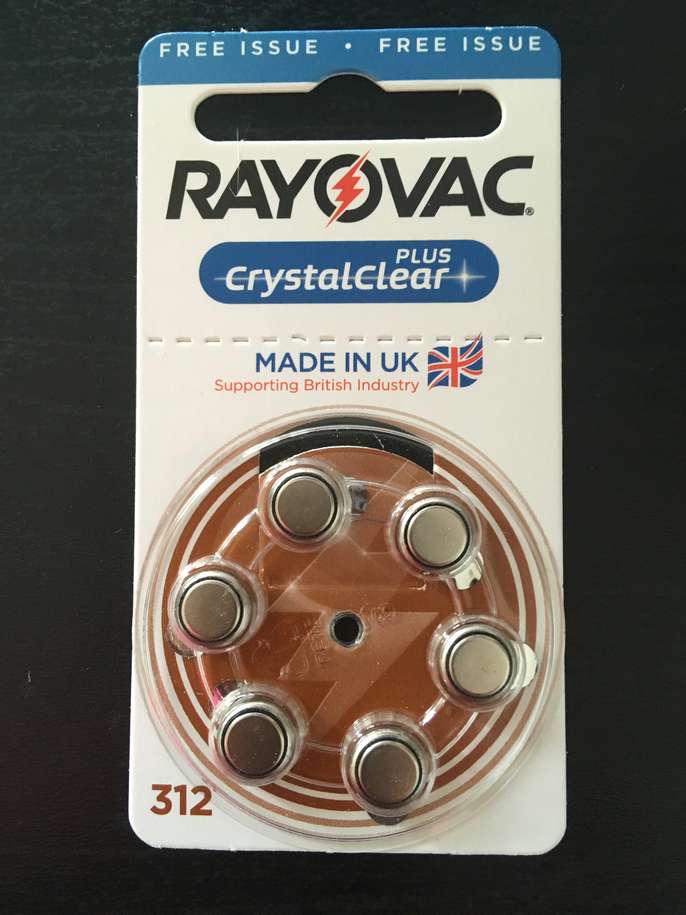 FREE ISSUE • FREE ISSUE
RAYOVAC®
PLUS
crystalclear
MADE IN UK
Supporting British Industry
312